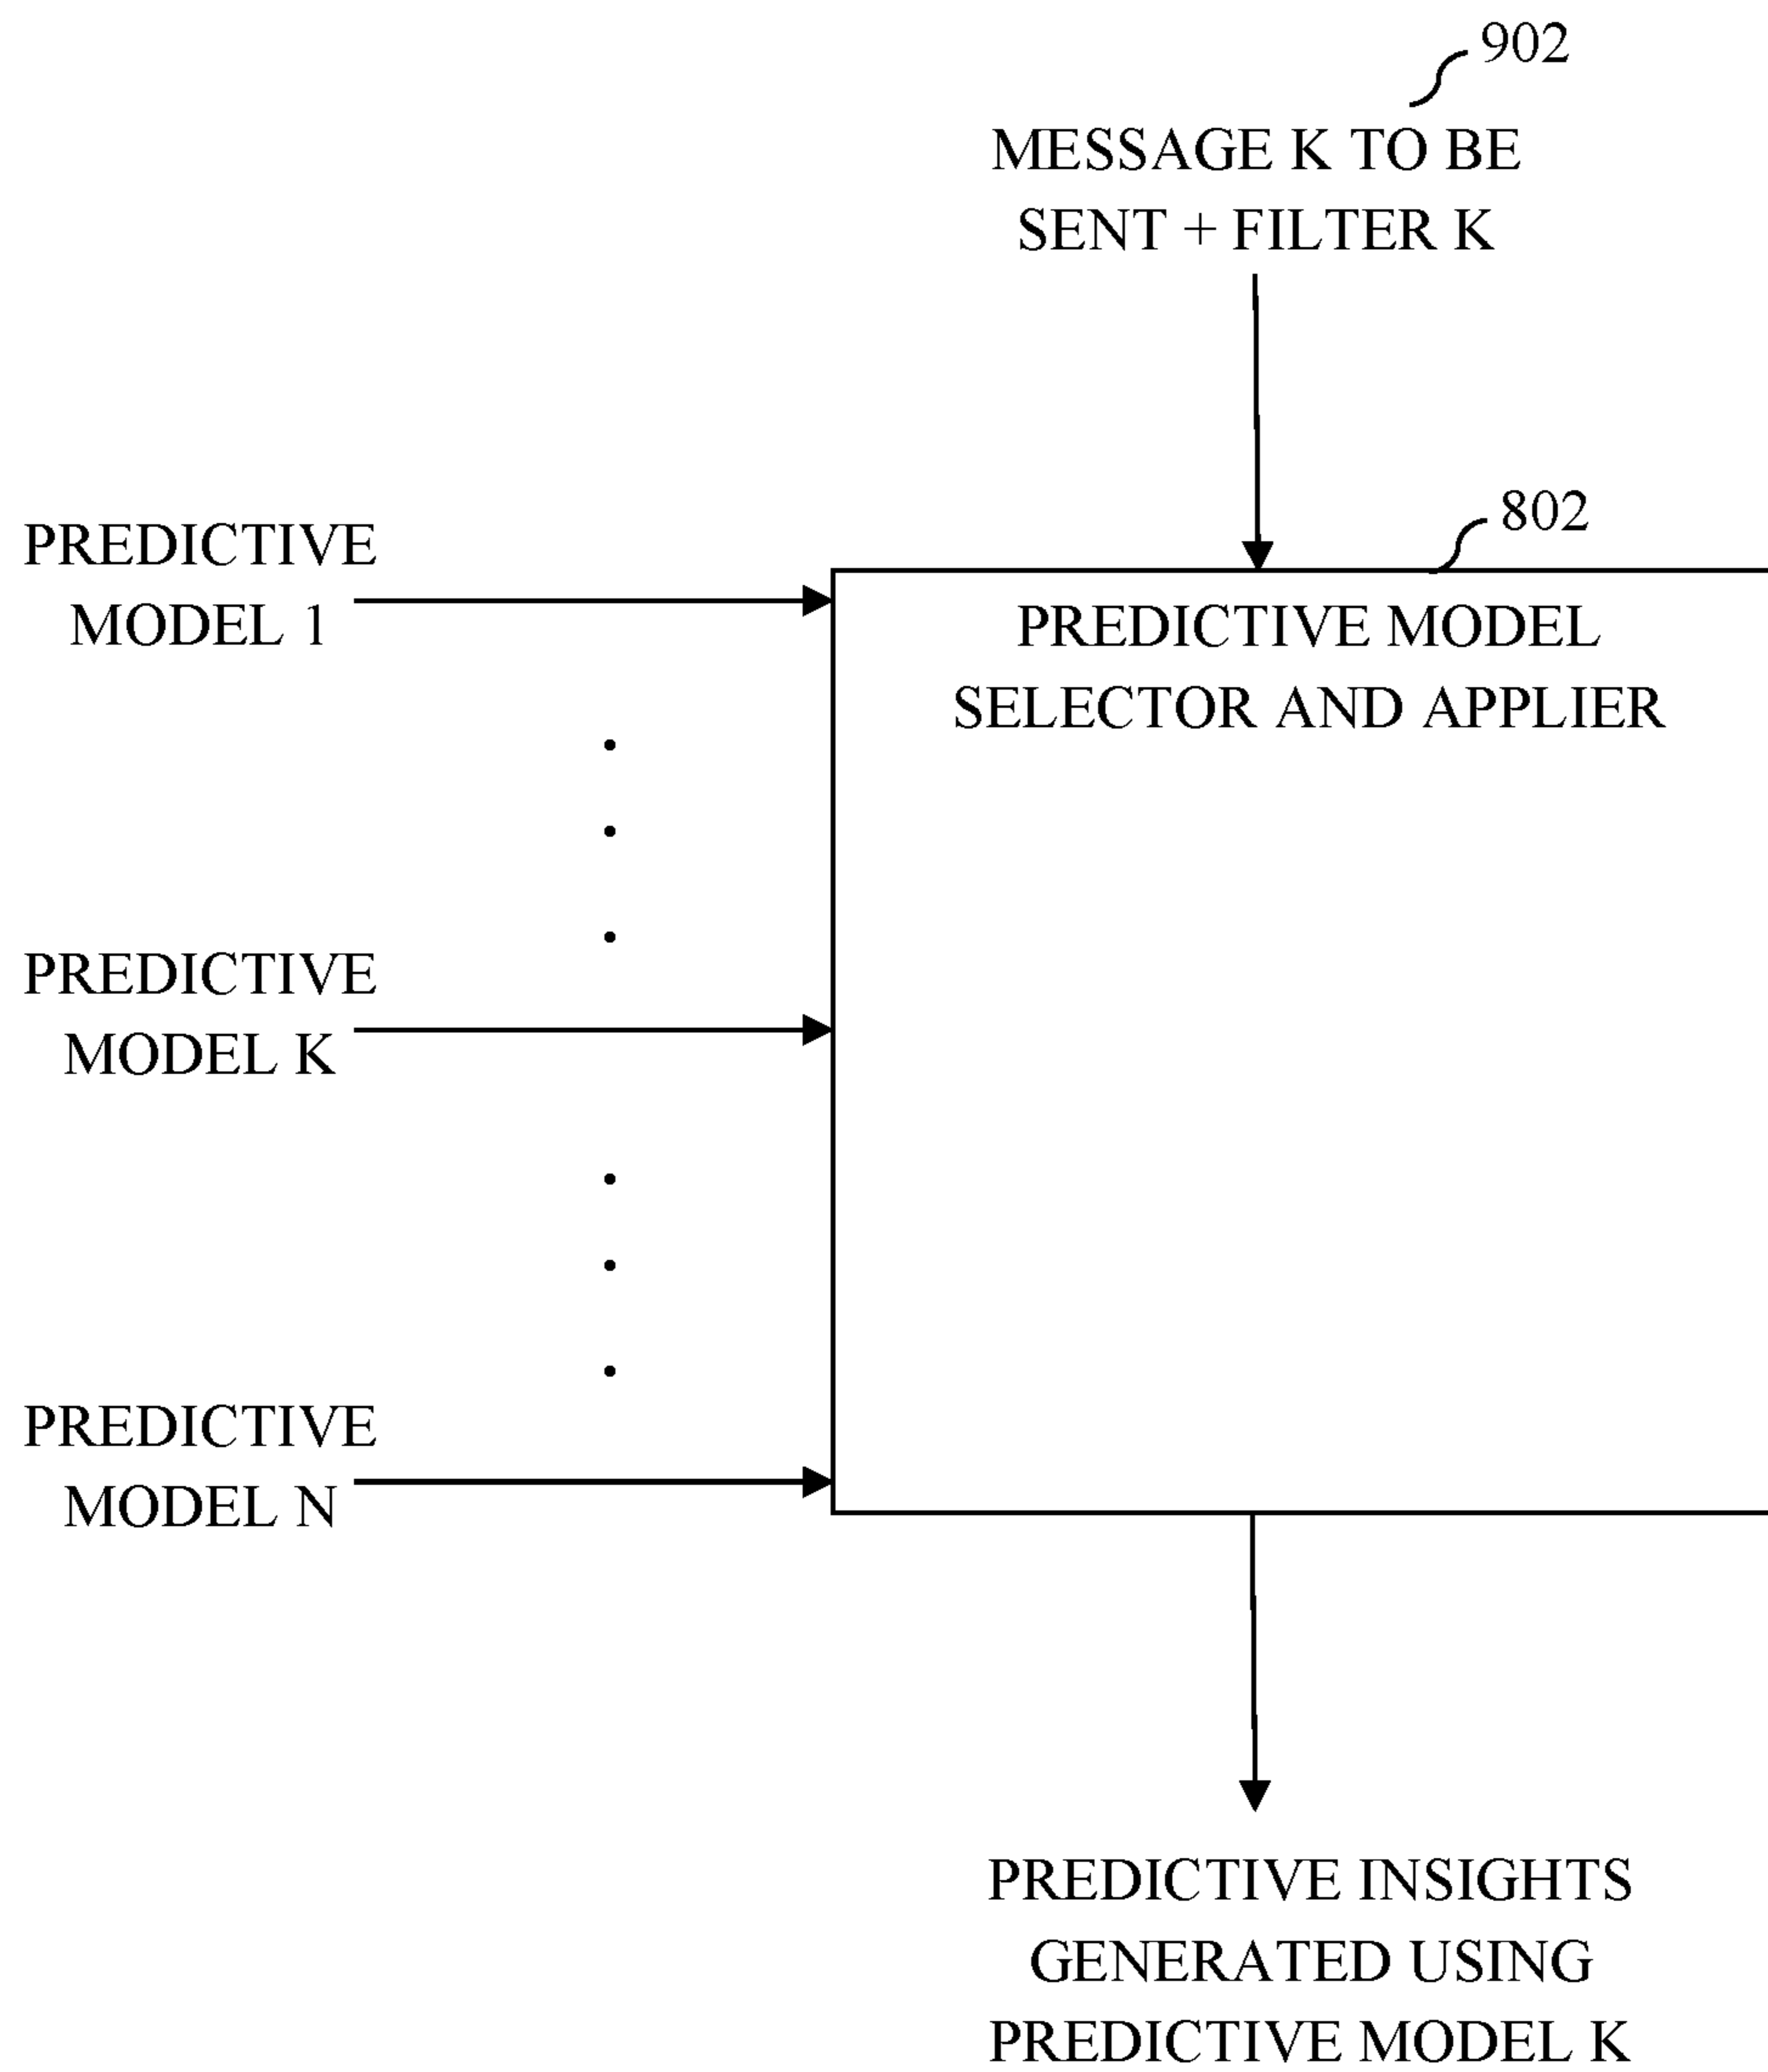 902
MESSAGE K TO BE
SENT + FILTER K
802
PREDICTIVE MODEL
SELECTOR AND APPLIER
PREDICTIVE
MODEL 1
PREDICTIVE
MODEL K
PREDICTIVE
MODEL N
PREDICTIVE INSIGHTS
GENERATED USING
PREDICTIVE MODEL K